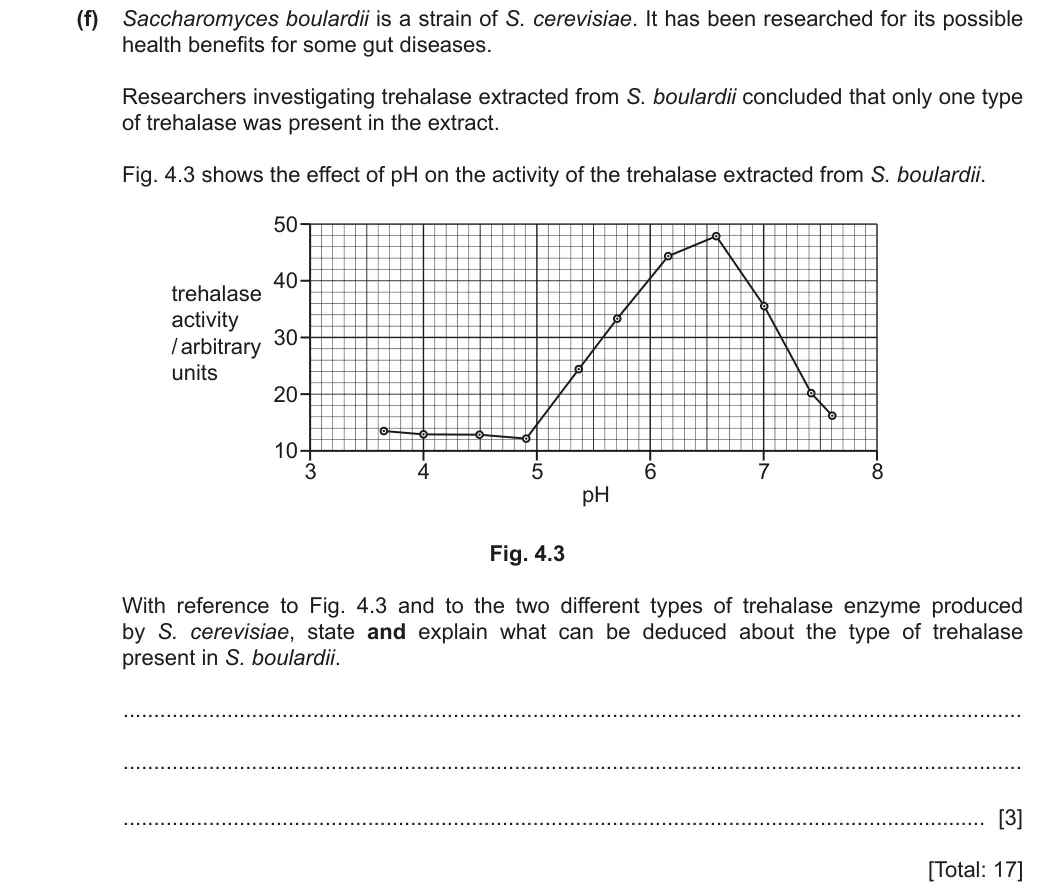 (f) Saccharomyces boulardii is a strain of S. cerevisiae. It has been researched for its possible
health benefits for some gut diseases.
Researchers investigating trehalase extracted from S. boulardii concluded that only one type
of trehalase was present in the extract.
Fig. 4.3 shows the effect of pH on the activity of the trehalase extracted from S. boulardii.
50
40
30
20
10
trehalase
activity
/ arbitrary
units
3 4 5 6 7 8
pH
Fig. 4.3
With reference to Fig. 4.3 and to the two different types of trehalase enzyme produced
by S. cerevisiae, state and explain what can be deduced about the type of trehalase
present in S. boulardii.
[3]
[Total: 17]